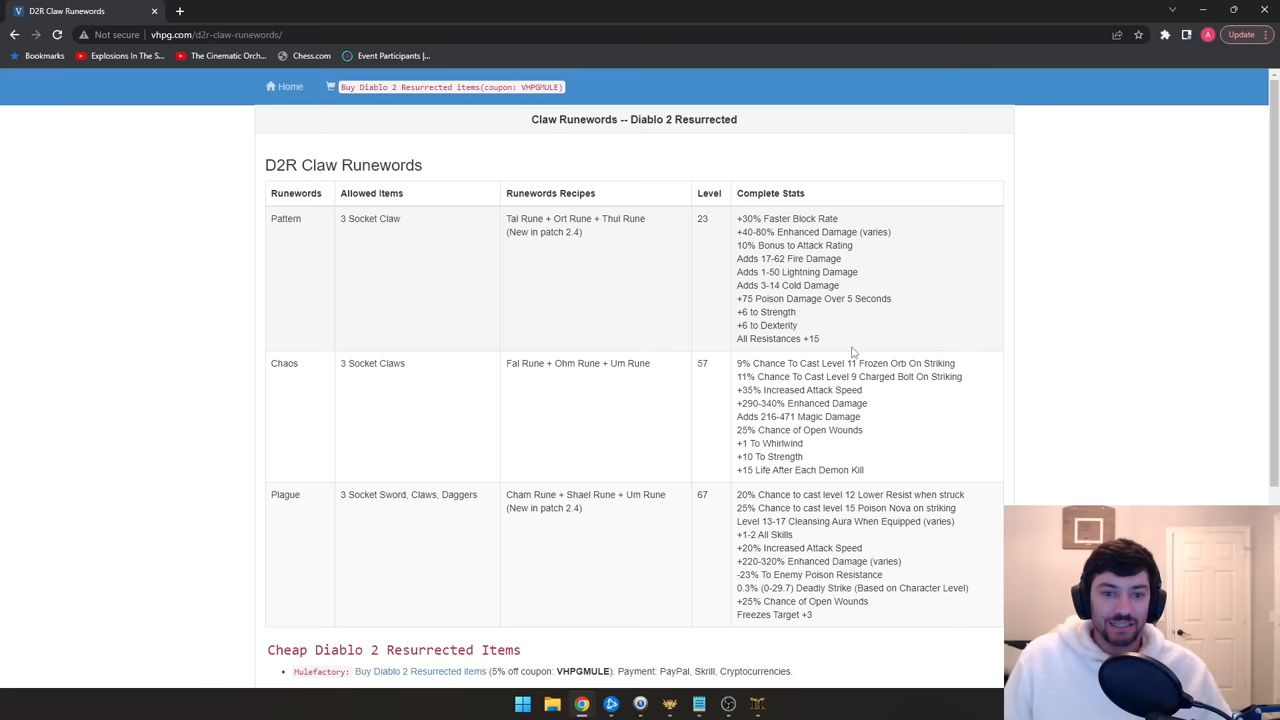 D2R Claw Runewords
Not secure vhpg.com/d2r-claw-runewords/
A Update
Bookmarks Explosions In The S... The Cinematic Orch... Chess.com Event Participants |...
Home Buy Diablo 2 Resurrected items(coupon: VHPGMULE)
Claw Runewords -- Diablo 2 Resurrected
D2R Claw Runewords
Runewords Allowed Items Runewords Recipes Level Complete Stats
Pattern 3 Socket Claw Tal Rune + Ort Rune + Thul Rune 23 +30% Faster Block Rate
(New in patch 2.4) +40-80% Enhanced Damage (varies)
10% Bonus to Attack Rating
Adds 17-62 Fire Damage
Adds 1-50 Lightning Damage
Adds 3-14 Cold Damage
+75 Poison Damage Over 5 Seconds
+6 to Strength
+6 to Dexterity
All Resistances +15
Chaos 3 Socket Claws Fal Rune + Ohm Rune + Um Rune 57 9% Chance To Cast Level 11 Frozen Orb On Striking
11% Chance To Cast Level 9 Charged Bolt On Striking
+35% Increased Attack Speed
+290-340% Enhanced Damage
Adds 216-471 Magic Damage
25% Chance of Open Wounds
+1 To Whirlwind
+10 To Strength
+15 Life After Each Demon Kill
Plague 3 Socket Sword, Claws, Daggers Cham Rune + Shael Rune + Um Rune 67 20% Chance to cast level 12 Lower Resist when struck
(New in patch 2.4) 25% Chance to cast level 15 Poison Nova on striking
Level 13-17 Cleansing Aura When Equipped (varies)
+1-2 All Skills
+20% Increased Attack Speed
+220-320% Enhanced Damage (varies)
-23% To Enemy Poison Resistance
0.3% (0-29.7) Deadly Strike (Based on Character Level)
+25% Chance of Open Wounds
Freezes Target +3
Cheap Diablo 2 Resurrected Items
Mulefactory: Buy Diablo 2 Resurrected items (5% off coupon: VHPGMULE). Payment: PayPal, Skrill, Cryptocurrencies.